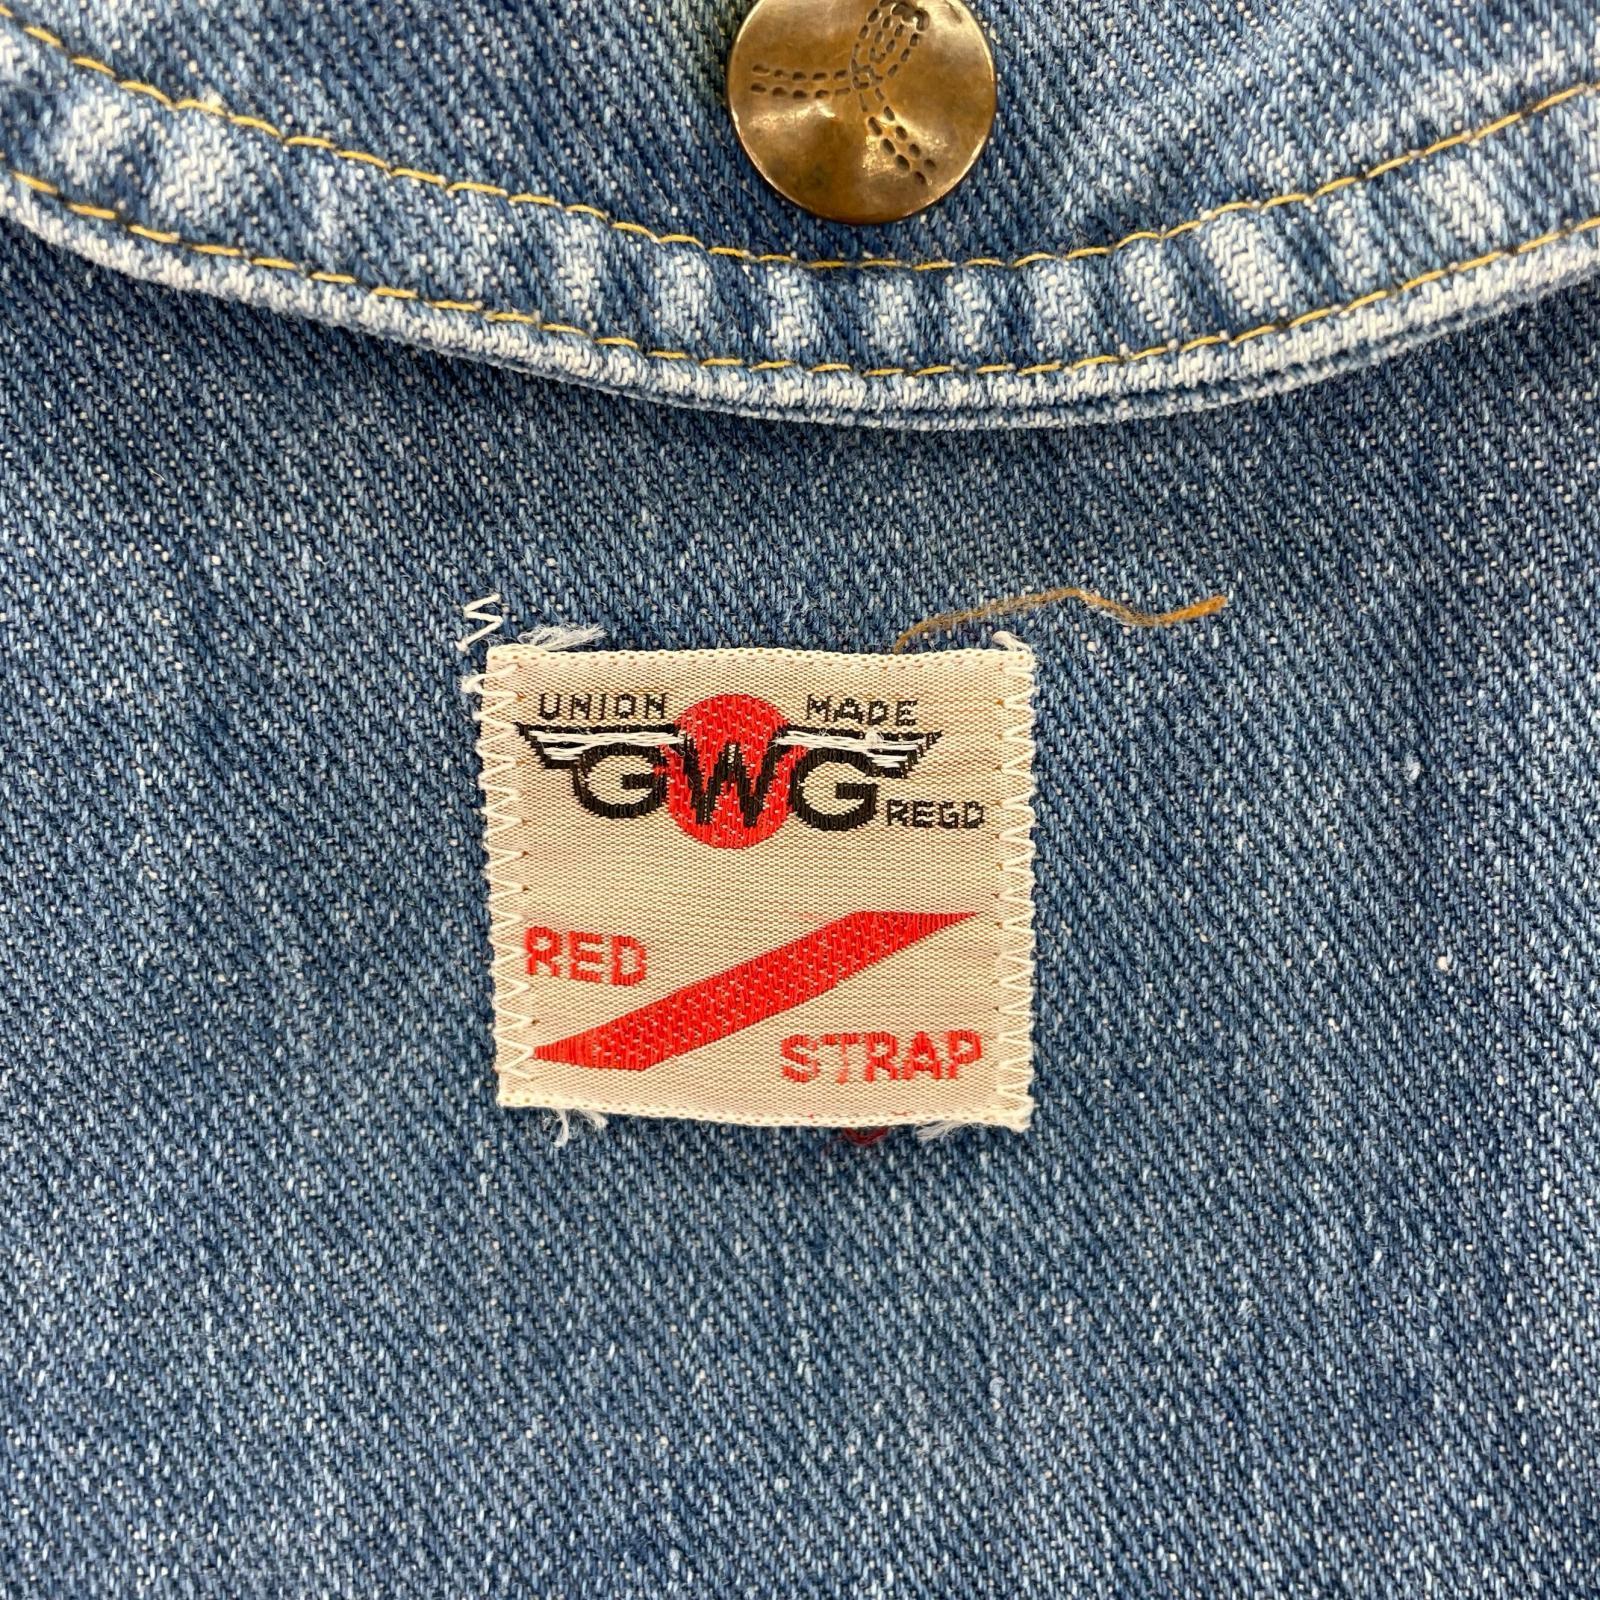 UNION MADE
GWG REGD
RED
STRAP